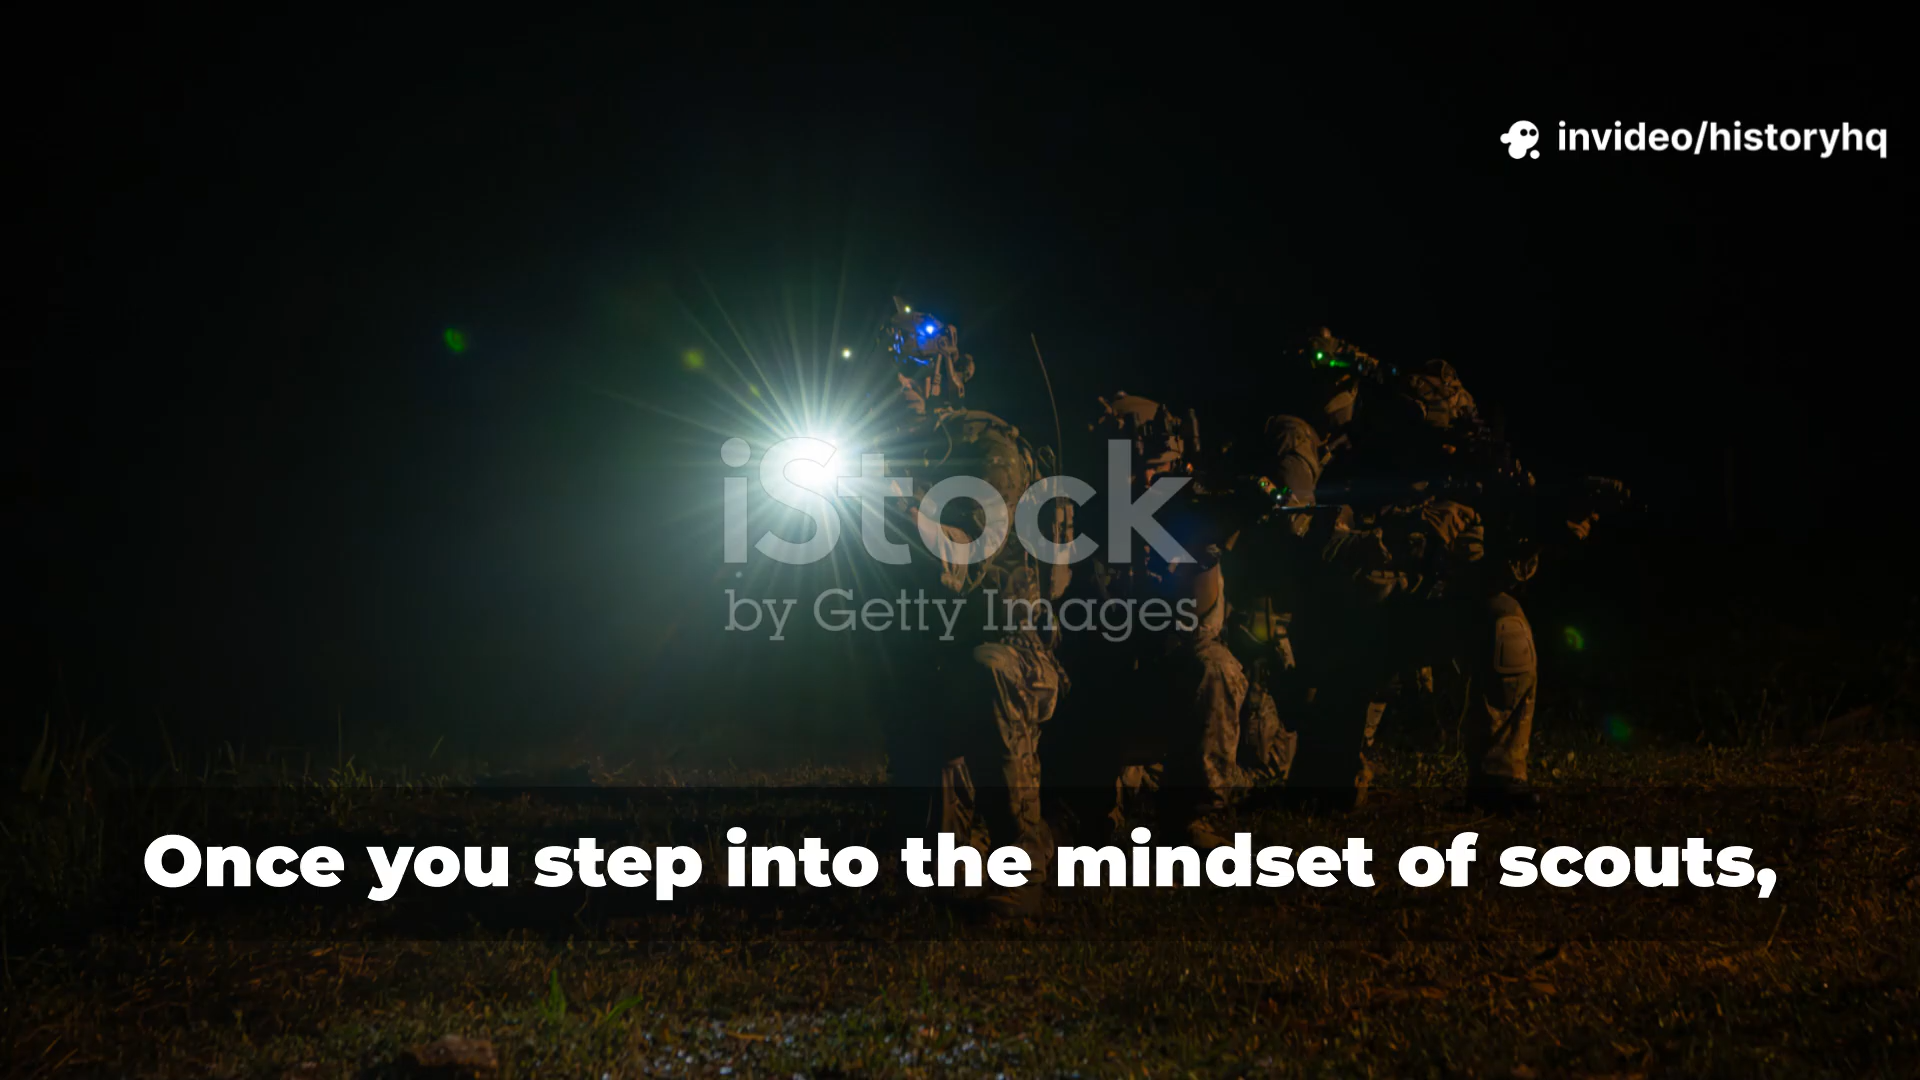 invideo/historyhq
iStock
by Getty Images
Once you step into the mindset of scouts,